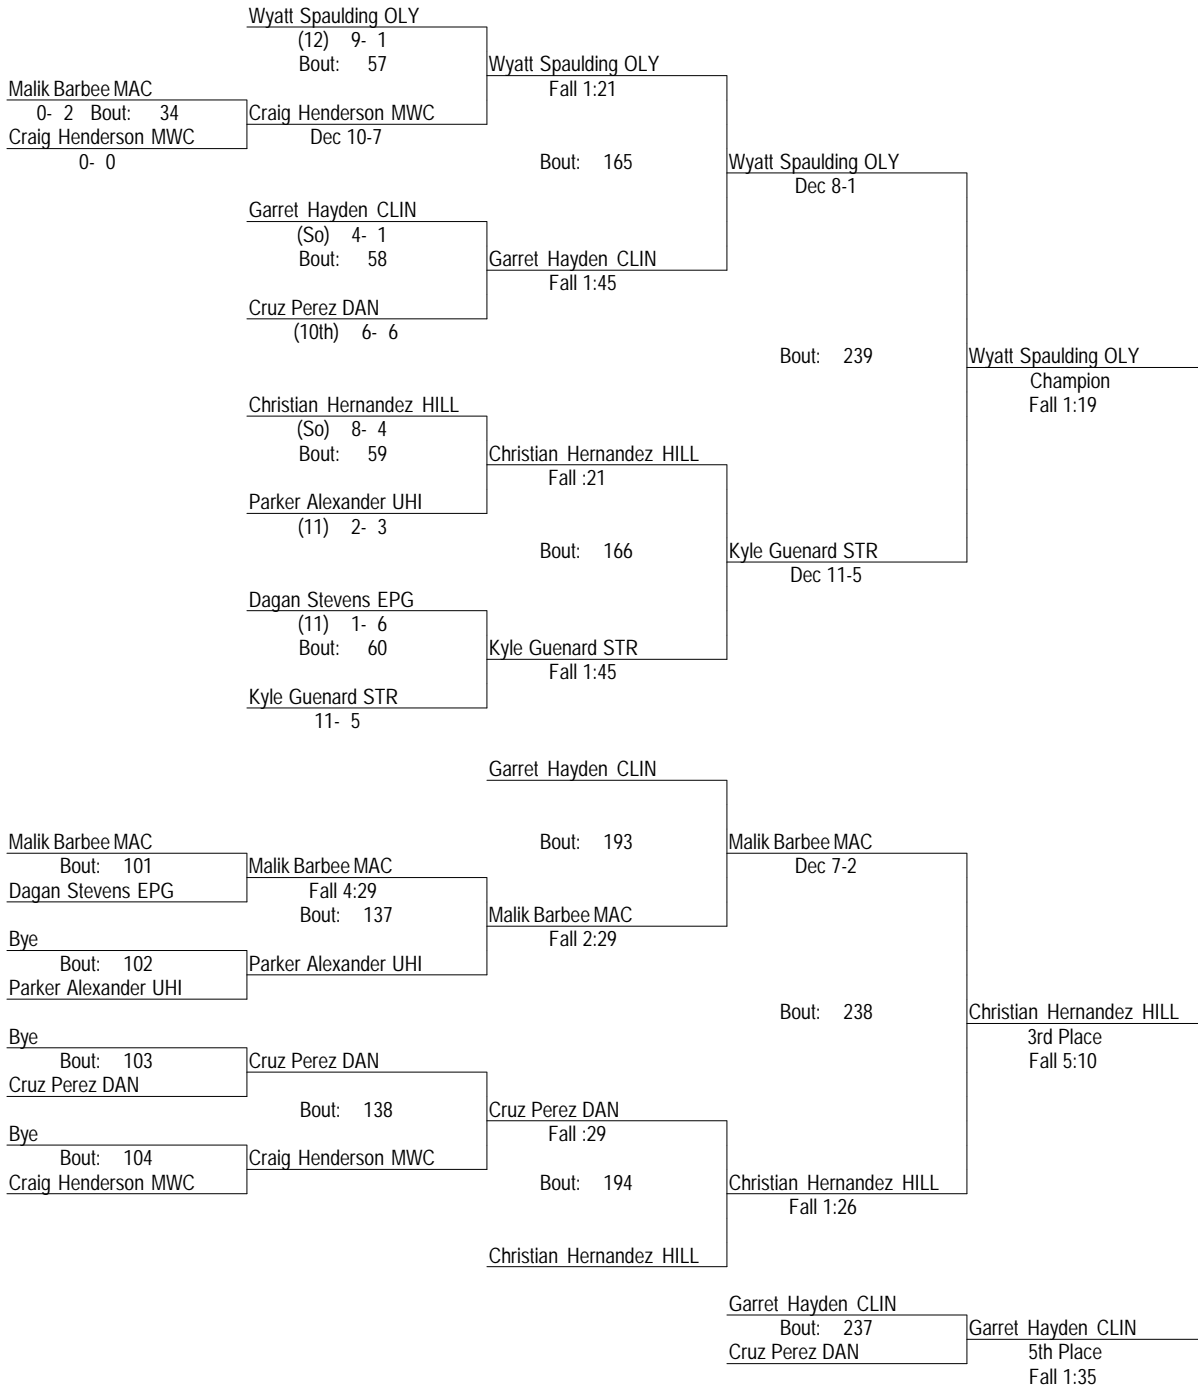 Wyatt Spaulding OLY
(12) 9- 1
Bout: 57
Wyatt Spaulding OLY
Fall 1:21
Malik Barbee MAC
0- 2 Bout: 34
Craig Henderson MWC
Dec 10-7
Craig Henderson MWC
0- 0
Bout: 165
Wyatt Spaulding OLY
Dec 8-1
Garret Hayden CLIN
(So) 4- 1
Bout: 58
Garret Hayden CLIN
Fall 1:45
Cruz Perez DAN
(10th) 6- 6
Bout: 239
Wyatt Spaulding OLY
Champion
Fall 1:19
Christian Hernandez HILL
(So) 8- 4
Bout: 59
Christian Hernandez HILL
Fall :21
Parker Alexander UHI
(11) 2- 3
Bout: 166
Kyle Guenard STR
Dec 11-5
Dagan Stevens EPG
(11) 1- 6
Bout: 60
Kyle Guenard STR
Fall 1:45
Kyle Guenard STR
11- 5
Garret Hayden CLIN
Malik Barbee MAC
Bout: 101
Dagan Stevens EPG
Malik Barbee MAC
Fall 4:29
Bout: 193
Malik Barbee MAC
Dec 7-2
Bout: 137
Malik Barbee MAC
Fall 2:29
Bye
Bout: 102
Parker Alexander UHI
Parker Alexander UHI
Bout: 238
Christian Hernandez HILL
3rd Place
Fall 5:10
Bye
Bout: 103
Cruz Perez DAN
Cruz Perez DAN
Bout: 138
Cruz Perez DAN
Fall :29
Bye
Bout: 104
Craig Henderson MWC
Craig Henderson MWC
Bout: 194
Christian Hernandez HILL
Fall 1:26
Christian Hernandez HILL
Garret Hayden CLIN
Bout: 237
Cruz Perez DAN
Garret Hayden CLIN
5th Place
Fall 1:35